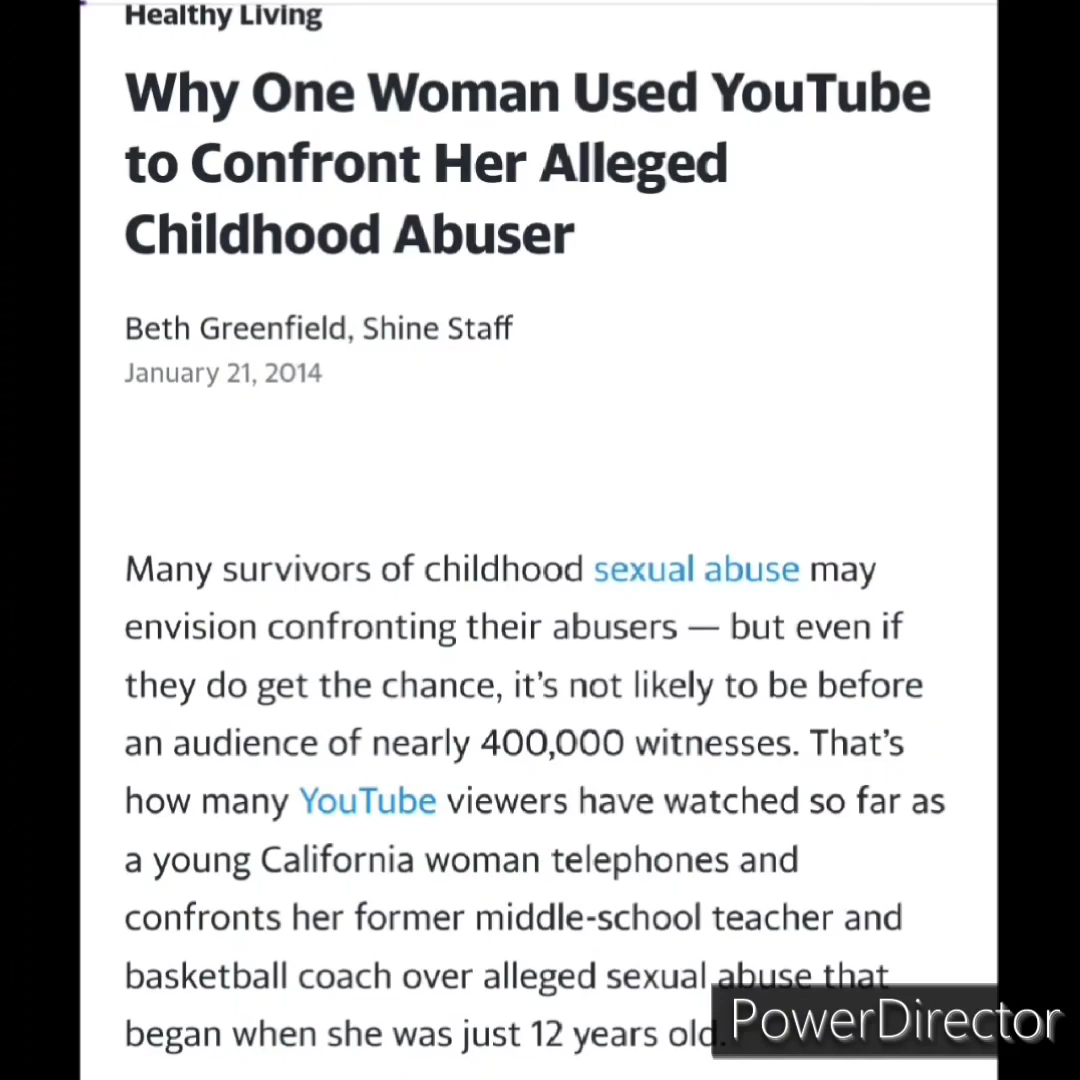 Healthy Living
Why One Woman Used YouTube
to Confront Her Alleged
Childhood Abuser
Beth Greenfield, Shine Staff
January 21, 2014
Many survivors of childhood sexual abuse may
envision confronting their abusers — but even if
they do get the chance, it’s not likely to be before
an audience of nearly 400,000 witnesses. That’s
how many YouTube viewers have watched so far as
a young California woman telephones and
confronts her former middle-school teacher and
basketball coach over alleged sexual abuse that
began when she was just 12 years old.
PowerDirector